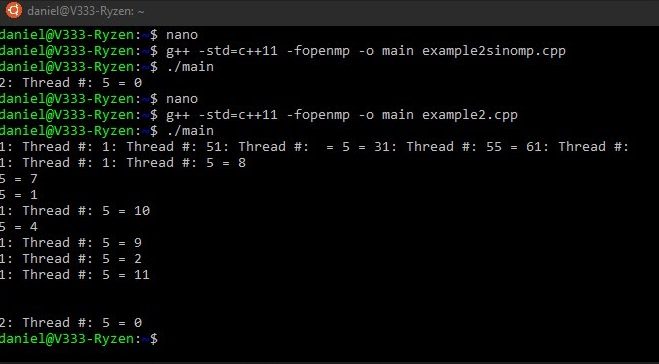 daniel@V333-Ryzen: ~
daniel@V333-Ryzen:~$ nano
daniel@V333-Ryzen:~$ g++ -std=c++11 -fopenmp -o main example2sinomp.cpp
daniel@V333-Ryzen:~$ ./main
2: Thread #: 5 = 0
daniel@V333-Ryzen:~$ nano
daniel@V333-Ryzen:~$ g++ -std=c++11 -fopenmp -o main example2.cpp
daniel@V333-Ryzen:~$ ./main
1: Thread #: 1: Thread #: 51: Thread #:  = 5 = 31: Thread #: 55 = 61: Thread #:
1: Thread #: 1: Thread #: 5 = 8
5 = 7
5 = 1
1: Thread #: 5 = 10
5 = 4
1: Thread #: 5 = 9
1: Thread #: 5 = 2
1: Thread #: 5 = 11
2: Thread #: 5 = 0
daniel@V333-Ryzen:~$